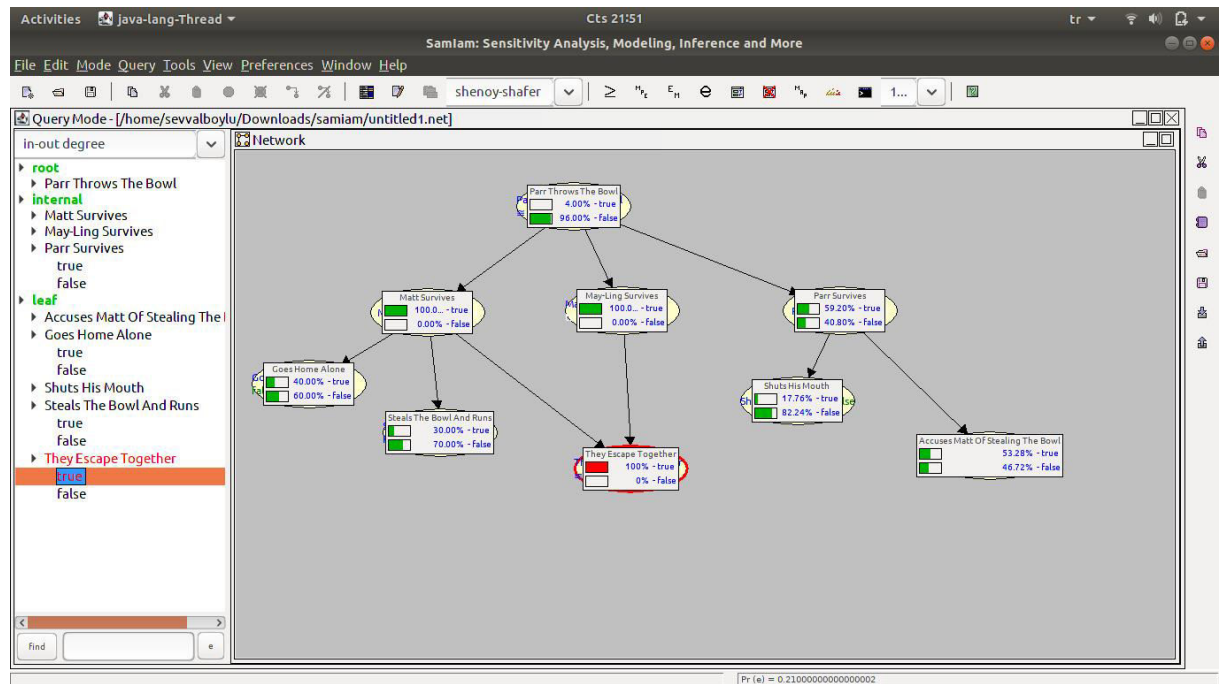 Activities java-lang-Thread Cts 21:51 tr
SamIam: Sensitivity Analysis, Modeling, Inference and More
File Edit Mode Query Tools View Preferences Window Help
shenoy-shafer 1...
Query Mode - [/home/sevvalboylu/Downloads/samiam/untitled1.net]
in-out degree
root
Parr Throws The Bowl
internal
Matt Survives
May-Ling Survives
Parr Survives
true
false
leaf
Accuses Matt Of Stealing The
Goes Home Alone
true
false
Shuts His Mouth
Steals The Bowl And Runs
true
false
They Escape Together
true
false
Find
e
Network
Parr Throws The Bowl
4.00% - true
96.00% - false
Matt Survives
100.0... - true
0.00% - false
May-Ling Survives
100.0... - true
0.00% - false
Parr Survives
59.20% - true
40.80% - false
Goes Home Alone
40.00% - true
60.00% - false
Steals The Bowl And Runs
30.00% - true
70.00% - false
They Escape Together
100% - true
0% - false
Shuts His Mouth
17.76% - true
82.24% - false
Accuses Matt Of Stealing The Bowl
53.28% - true
46.72% - false
Pr (e) = 0.21000000000000002